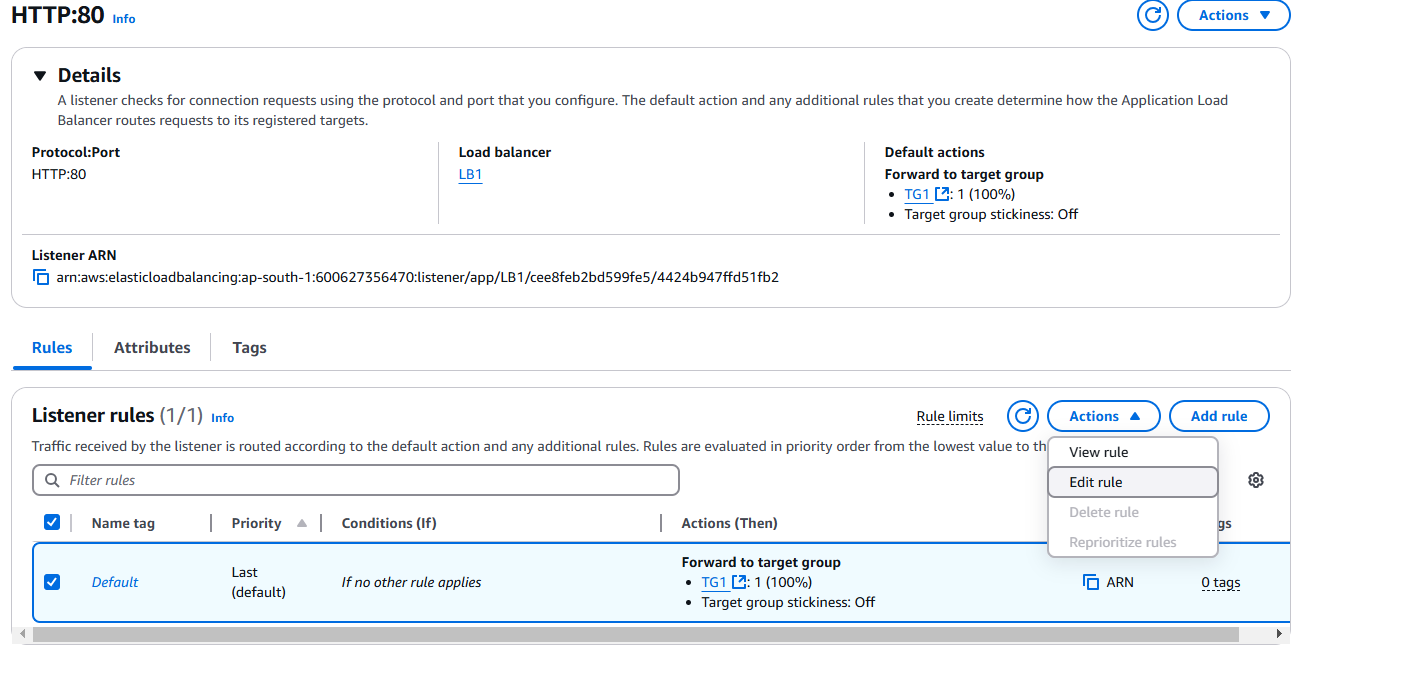 HTTP:80 Info
Actions
Details
A listener checks for connection requests using the protocol and port that you configure. The default action and any additional rules that you create determine how the Application Load
Balancer routes requests to its registered targets.
Protocol:Port
HTTP:80
Load balancer
LB1
Default actions
Forward to target group
• TG1 : 1 (100%)
• Target group stickiness: Off
Listener ARN
arn:aws:elasticloadbalancing:ap-south-1:600627356470:listener/app/LB1/cee8feb2bd599fe5/4424b947ffd51fb2
Rules Attributes Tags
Listener rules (1/1) Info
Rule limits Actions Add rule
Traffic received by the listener is routed according to the default action and any additional rules. Rules are evaluated in priority order from the lowest value to th
View rule
Edit rule
Delete rule
Reprioritize rules
Filter rules
Name tag Priority Conditions (If) Actions (Then) gs
Default
Last
(default)
If no other rule applies
Forward to target group
• TG1 : 1 (100%)
• Target group stickiness: Off
ARN
0 tags